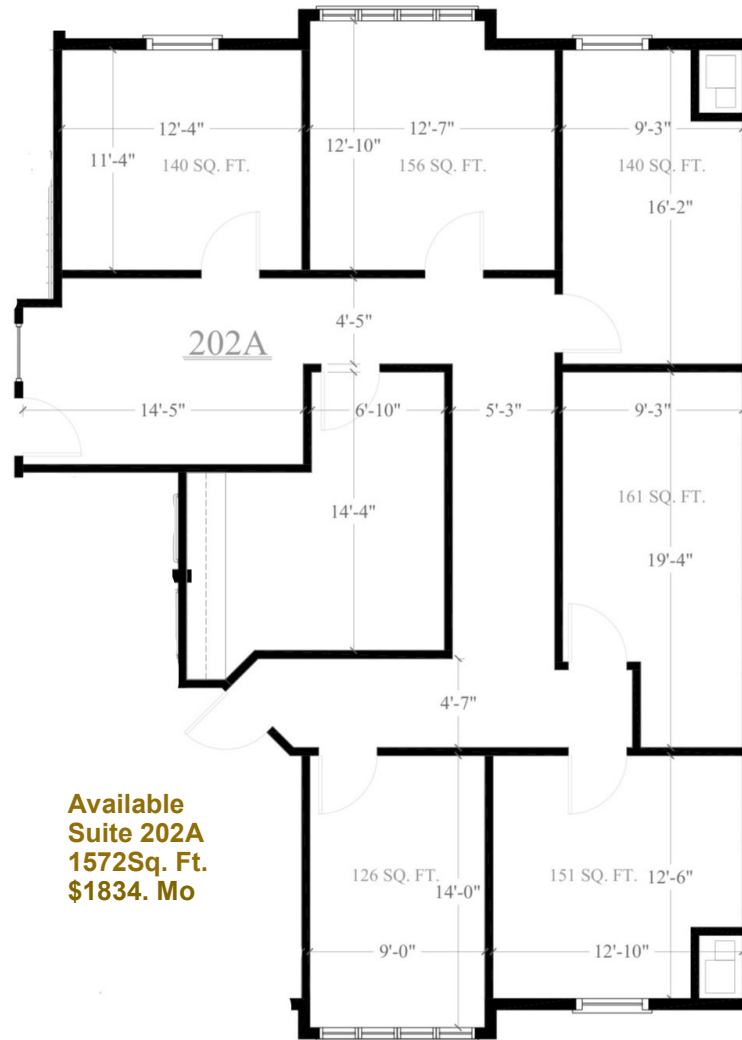 12'-4"
12'-7"
9'-3"
11'-4"
12'-10"
140 SQ. FT.
156 SQ. FT.
140 SQ. FT.
16'-2"
4'-5"
202A
14'-5"
6'-10"
5'-3"
9'-3"
161 SQ. FT.
14'-4"
19'-4"
4'-7"
Available
Suite 202A
1572Sq. Ft.
$1834. Mo
126 SQ. FT.
14'-0"
151 SQ. FT.
12'-6"
9'-0"
12'-10"